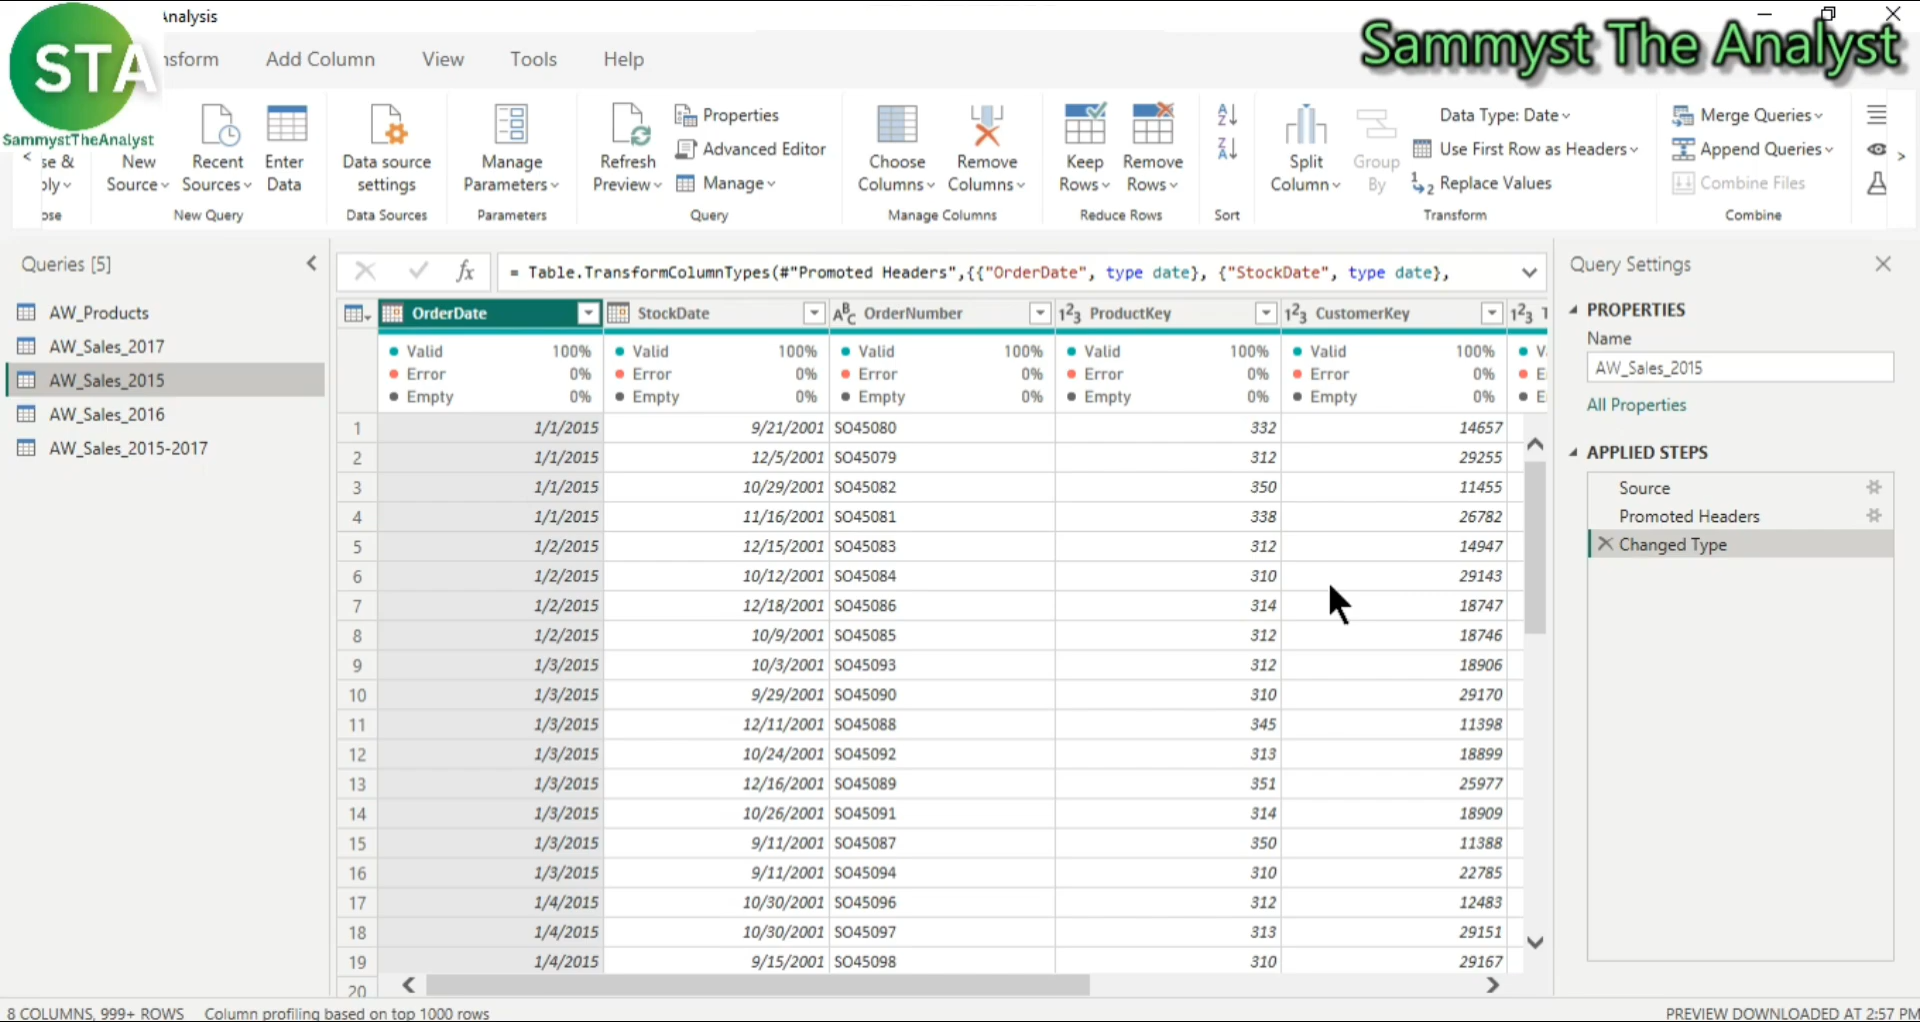 Analysis
STA
SammystTheAnalyst
Sammyst The Analyst
nsform Add Column View Tools Help
se & ply
ose
New Source
Recent Sources
Enter Data
New Query
Data source settings
Data Sources
Manage Parameters
Parameters
Refresh Preview
Properties
Advanced Editor
Manage
Query
Choose Columns
Remove Columns
Manage Columns
Keep Rows
Remove Rows
Reduce Rows
Sort
Split Column
Group By
Data Type: Date
Use First Row as Headers
Replace Values
Transform
Merge Queries
Append Queries
Combine Files
Combine
Queries [5]
AW_Products
AW_Sales_2017
AW_Sales_2015
AW_Sales_2016
AW_Sales_2015-2017
fx = Table.TransformColumnTypes(#"Promoted Headers",{{"OrderDate", type date}, {"StockDate", type date},
OrderDate StockDate ABC OrderNumber 123 ProductKey 123 CustomerKey 123 T
Valid 100% Valid 100% Valid 100% Valid 100% Valid 100% V
Error 0% Error 0% Error 0% Error 0% Error 0% E
Empty 0% Empty 0% Empty 0% Empty 0% Empty 0% E
1 1/1/2015 9/21/2001 SO45080 332 14657
2 1/1/2015 12/5/2001 SO45079 312 29255
3 1/1/2015 10/29/2001 SO45082 350 11455
4 1/1/2015 11/16/2001 SO45081 338 26782
5 1/2/2015 12/15/2001 SO45083 312 14947
6 1/2/2015 10/12/2001 SO45084 310 29143
7 1/2/2015 12/18/2001 SO45086 314 18747
8 1/2/2015 10/9/2001 SO45085 312 18746
9 1/3/2015 10/3/2001 SO45093 312 18906
10 1/3/2015 9/29/2001 SO45090 310 29170
11 1/3/2015 12/11/2001 SO45088 345 11398
12 1/3/2015 10/24/2001 SO45092 313 18899
13 1/3/2015 12/16/2001 SO45089 351 25977
14 1/3/2015 10/26/2001 SO45091 314 18909
15 1/3/2015 9/11/2001 SO45087 350 11388
16 1/3/2015 9/11/2001 SO45094 310 22785
17 1/4/2015 10/30/2001 SO45096 312 12483
18 1/4/2015 10/30/2001 SO45097 313 29151
19 1/4/2015 9/15/2001 SO45098 310 29167
20
Query Settings
PROPERTIES
Name
AW_Sales_2015
All Properties
APPLIED STEPS
Source
Promoted Headers
Changed Type
8 COLUMNS, 999+ ROWS Column profiling based on top 1000 rows
PREVIEW DOWNLOADED AT 2:57 PM